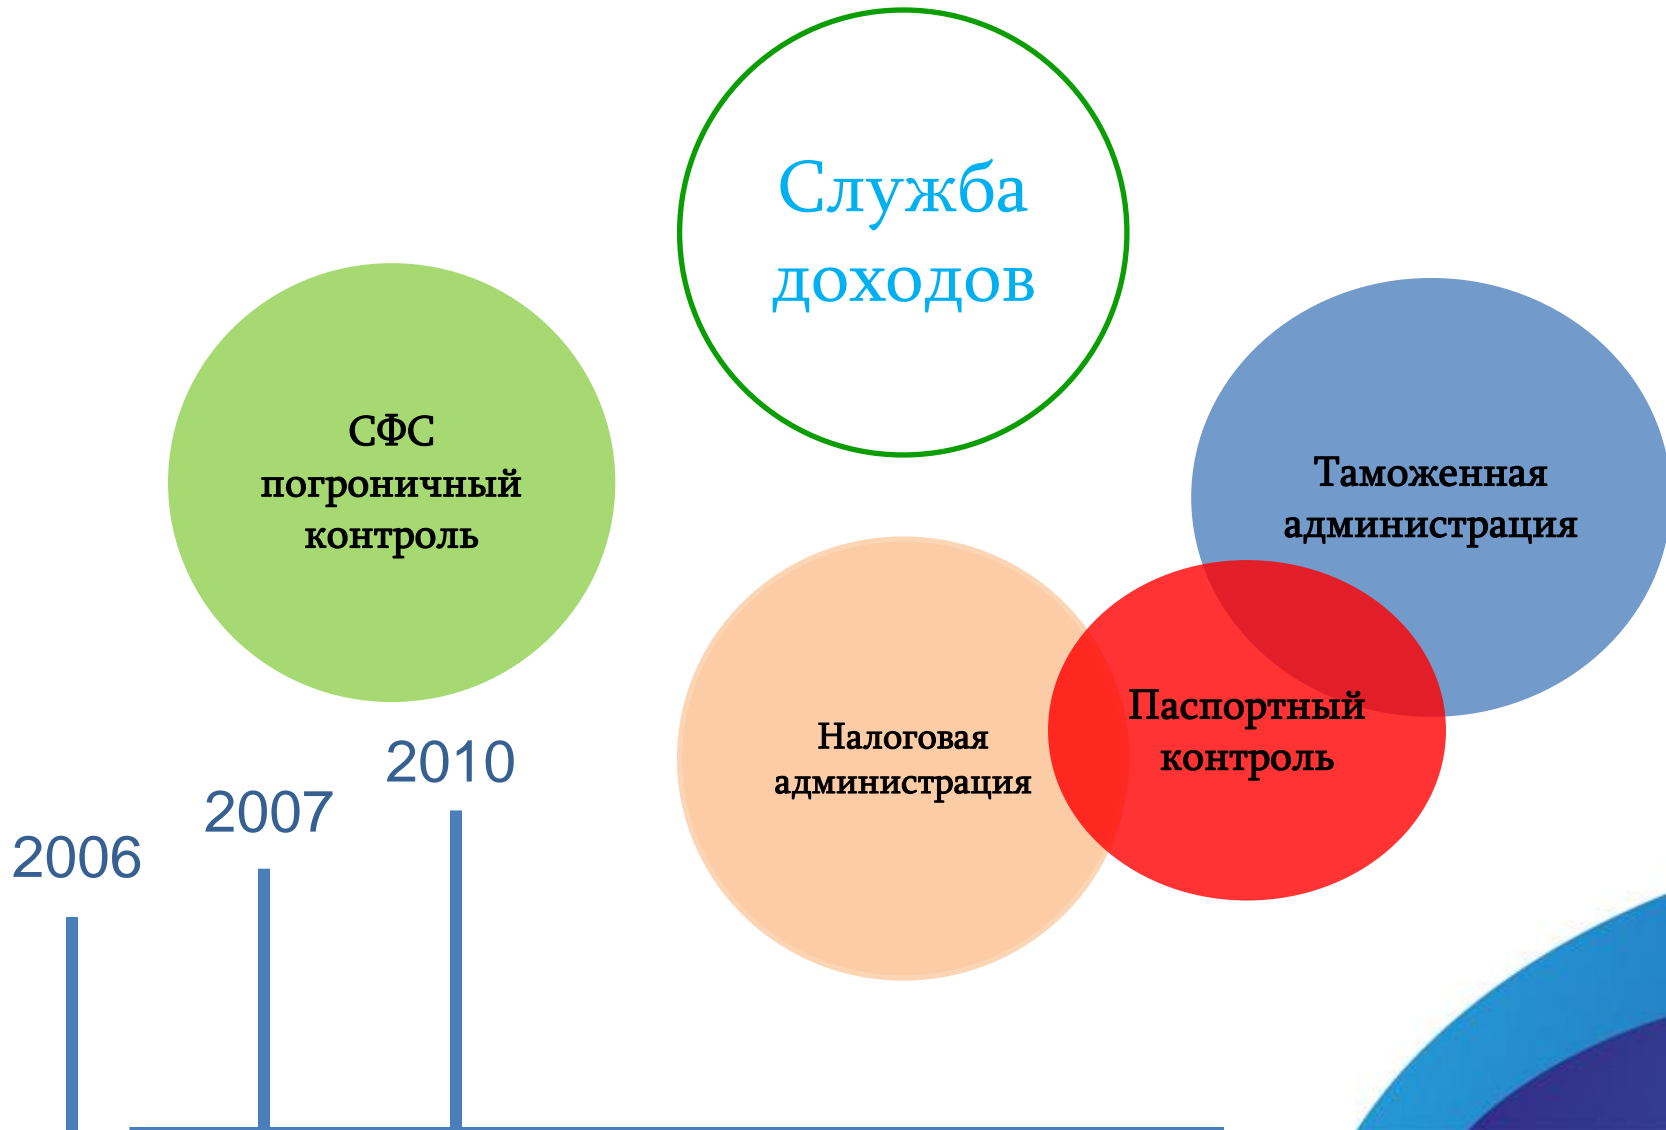 Служба
доходов
СФС
погроничный
контроль
Таможенная
администрация
Налоговая
администрация
Паспортный
контроль
2006
2007
2010